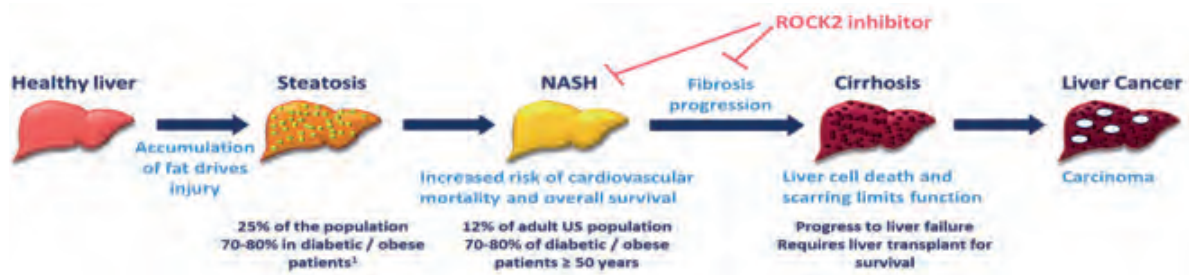 ROCK2 inhibitor
Healthy liver
Steatosis
NASH
Fibrosis
progression
Cirrhosis
Liver Cancer
Accumulation
of fat drives
injury
Increased risk of cardiovascular
mortality and overall survival
Liver cell death and
scarring limits function
Carcinoma
25% of the population
70-80% in diabetic / obese
patients¹
12% of adult US population
70-80% of diabetic / obese
patients ≥ 50 years
Progress to liver failure
Requires liver transplant for
survival